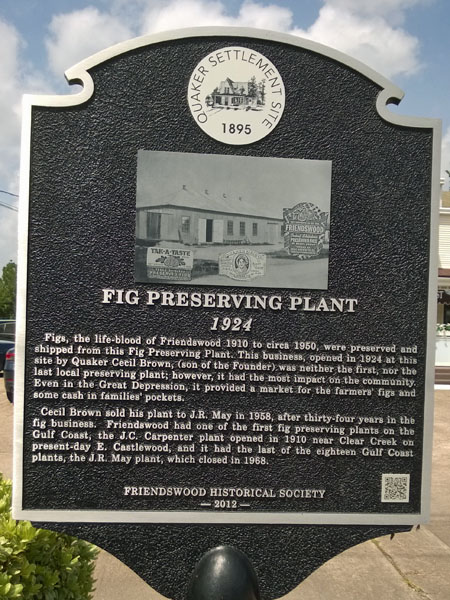 QUAKER SETTLEMENT SITE
1895
FRIENDSWOOD
TAK-A-TASTE
FIG PRESERVING PLANT
1924
Figs, the life-blood of Friendswood 1910 to circa 1950, were preserved and
shipped from this Fig Preserving Plant. This business, opened in 1924 at this
site by Quaker Cecil Brown, (son of the Founder) was neither the first, nor the
last local preserving plant; however, it had the most impact on the community.
Even in the Great Depression, it provided a market for the farmers' figs and
some cash in families' pockets.
Cecil Brown sold his plant to J.R. May in 1958, after thirty-four years in the
fig business. Friendswood had one of the first fig preserving plants on the
Gulf Coast, the J.C. Carpenter plant opened in 1910 near Clear Creek on
present-day E. Castlewood, and it had the last of the eighteen Gulf Coast
plants, the J.R. May plant, which closed in 1968.
FRIENDSWOOD HISTORICAL SOCIETY
— 2012 —